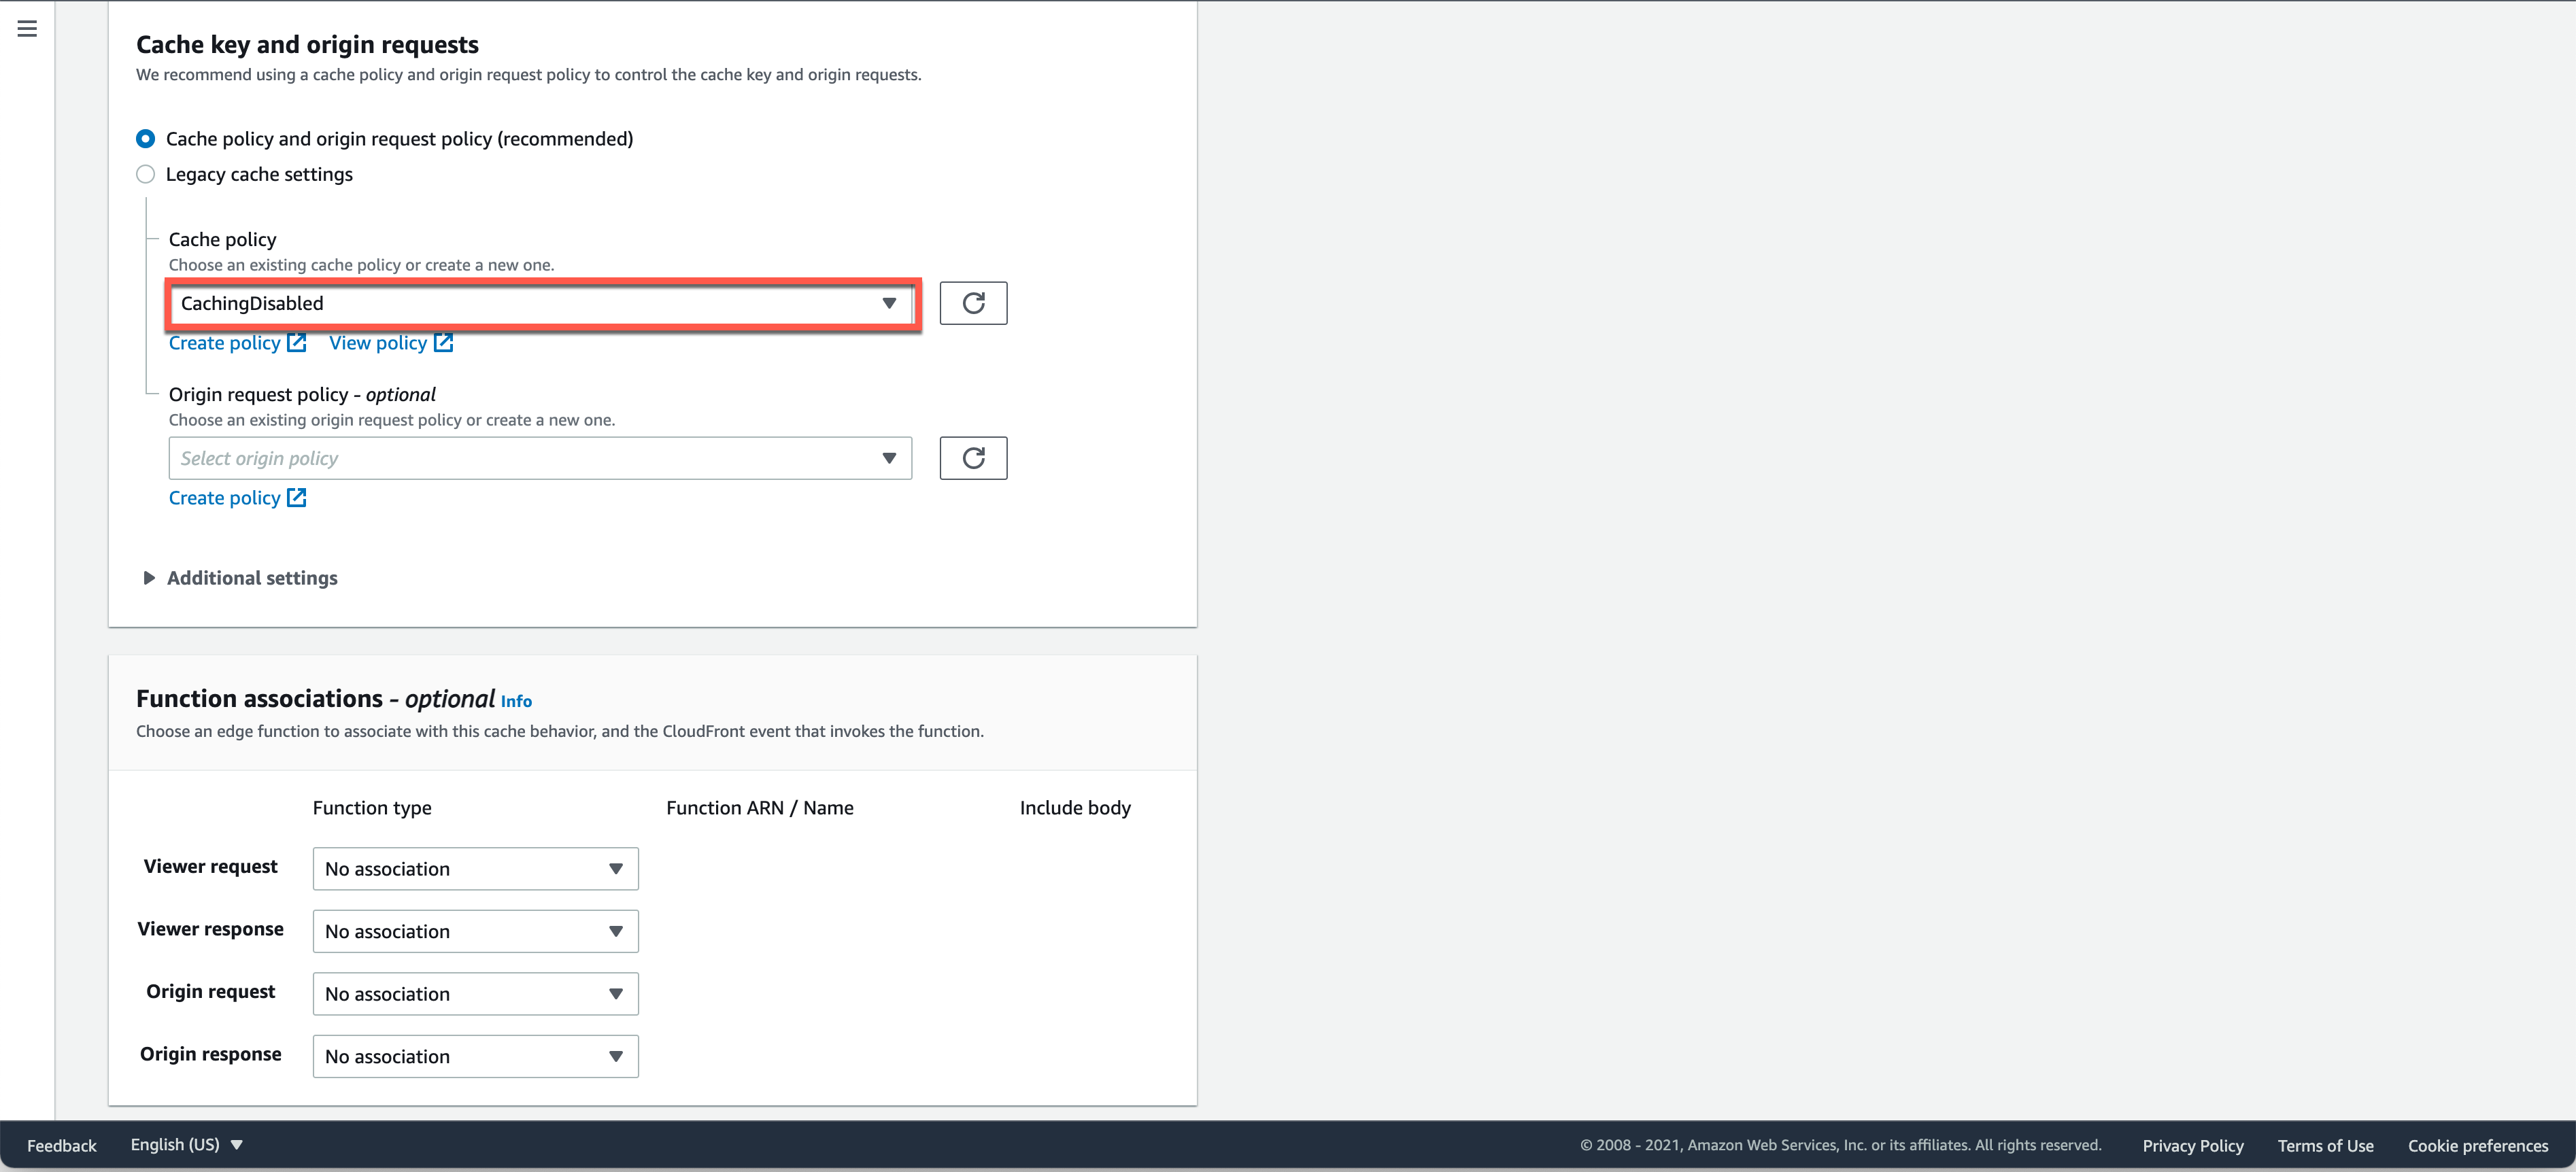 Cache key and origin requests
We recommend using a cache policy and origin request policy to control the cache key and origin requests.
Cache policy and origin request policy (recommended)
Legacy cache settings
Cache policy
Choose an existing cache policy or create a new one.
CachingDisabled
Create policy View policy
Origin request policy - optional
Choose an existing origin request policy or create a new one.
Select origin policy
Create policy
Additional settings
Function associations - optional Info
Choose an edge function to associate with this cache behavior, and the CloudFront event that invokes the function.
Function type Function ARN / Name Include body
Viewer request No association
Viewer response No association
Origin request No association
Origin response No association
Feedback English (US) © 2008 - 2021, Amazon Web Services, Inc. or its affiliates. All rights reserved. Privacy Policy Terms of Use Cookie preferences